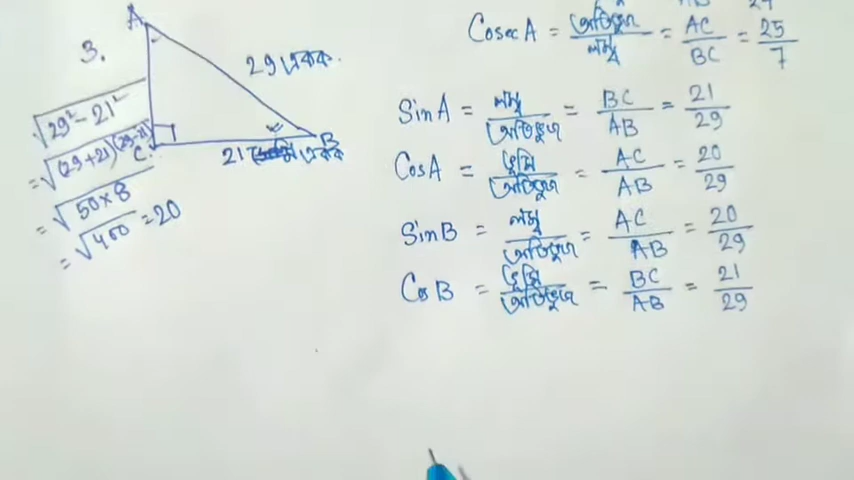 Cosec A = অতিভুজ / লম্ব = AC / BC = 25 / 7
3.
A
29 একক.
√29² - 21²
= √(29+21)(29-21)
C
B
21 একক
= √50×8
= √400 = 20
Sin A = লম্ব / অতিভুজ = BC / AB = 21 / 29
Cos A = ভূমি / অতিভুজ = AC / AB = 20 / 29
Sin B = লম্ব / অতিভুজ = AC / AB = 20 / 29
Cos B = ভূমি / অতিভুজ = BC / AB = 21 / 29